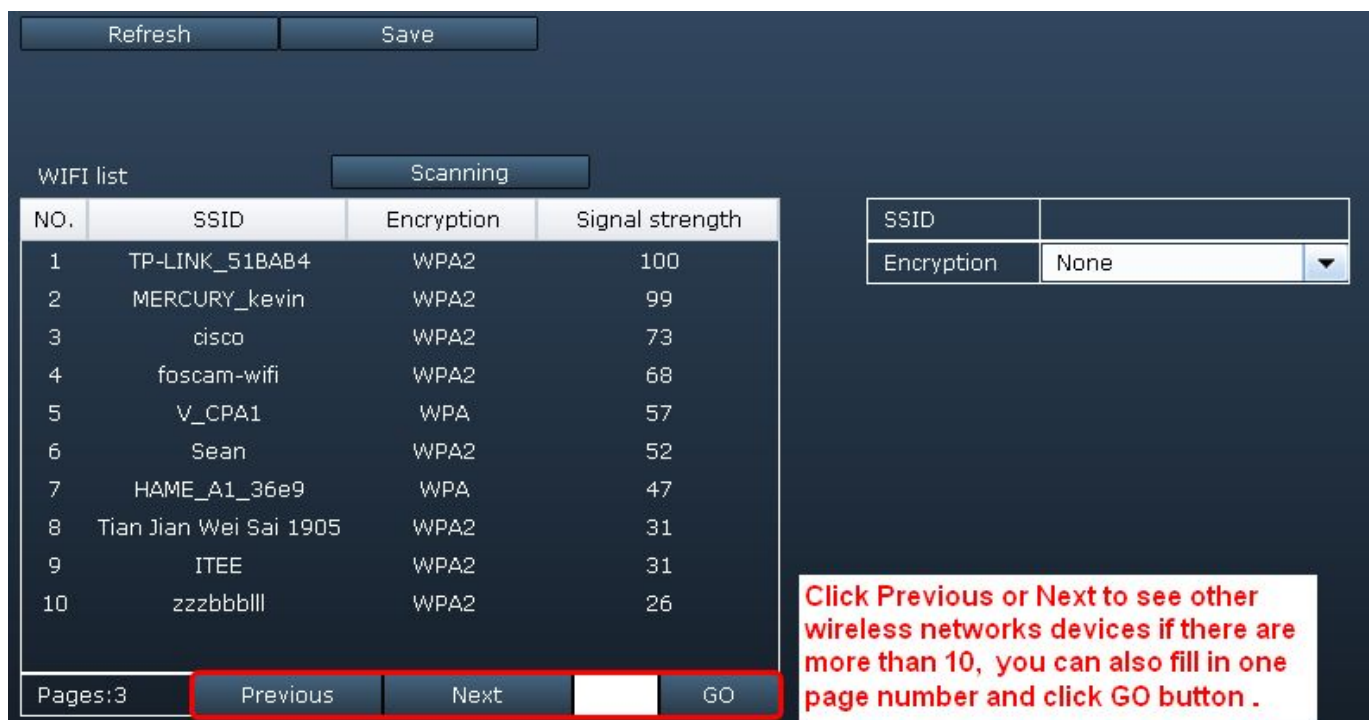 Refresh Save
WIFI list Scanning
NO. SSID Encryption Signal strength
1 TP-LINK_51BAB4 WPA2 100
2 MERCURY_kevin WPA2 99
3 cisco WPA2 73
4 foscam-wifi WPA2 68
5 V_CPA1 WPA 57
6 Sean WPA2 52
7 HAME_A1_36e9 WPA 47
8 Tian Jian Wei Sai 1905 WPA2 31
9 ITEE WPA2 31
10 zzzbbblll WPA2 26
Pages:3 Previous Next GO
SSID
Encryption None
Click Previous or Next to see other
wireless networks devices if there are
more than 10, you can also fill in one
page number and click GO button .